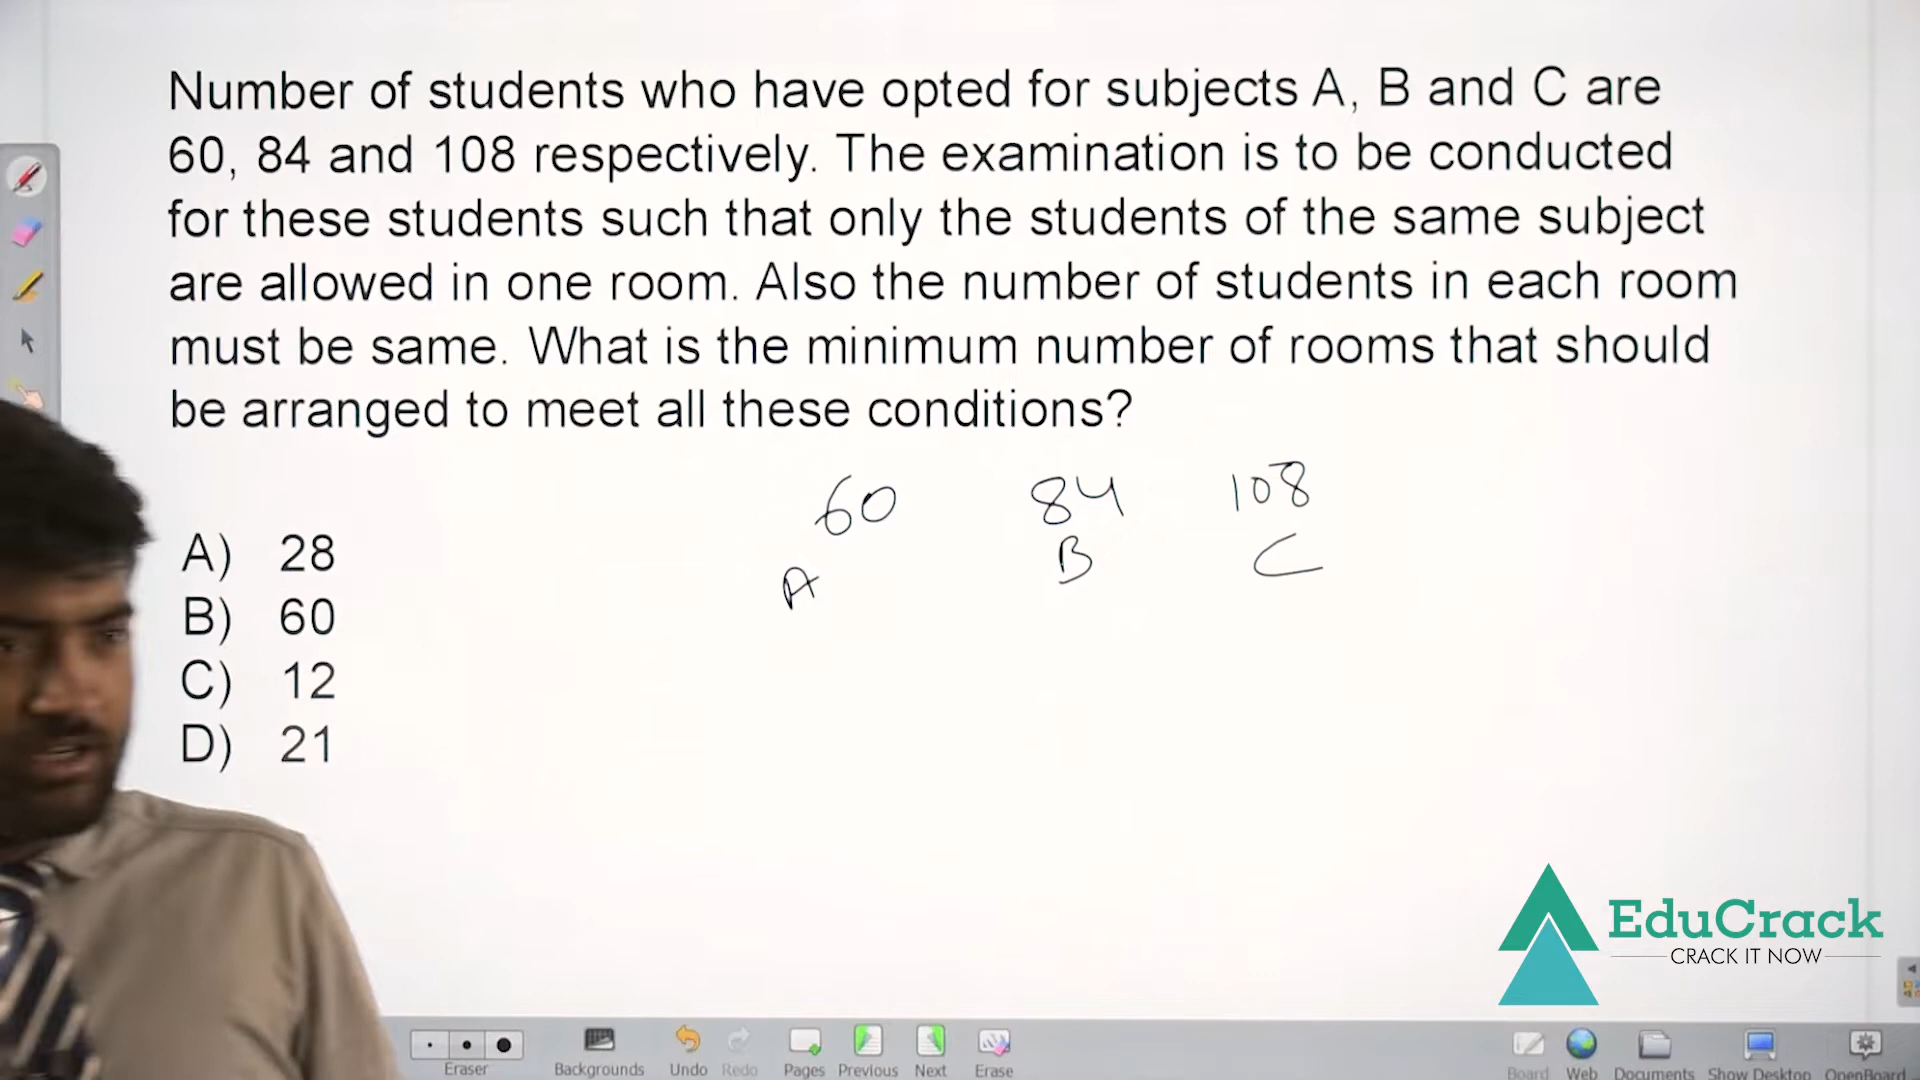 Number of students who have opted for subjects A, B and C are
60, 84 and 108 respectively. The examination is to be conducted
for these students such that only the students of the same subject
are allowed in one room. Also the number of students in each room
must be same. What is the minimum number of rooms that should
be arranged to meet all these conditions?
60 84 108
A B C
A) 28
B) 60
C) 12
D) 21
EduCrack
CRACK IT NOW
Eraser Backgrounds Undo Redo Pages Previous Next Erase Board Web Documents Show Desktop OpenBoard